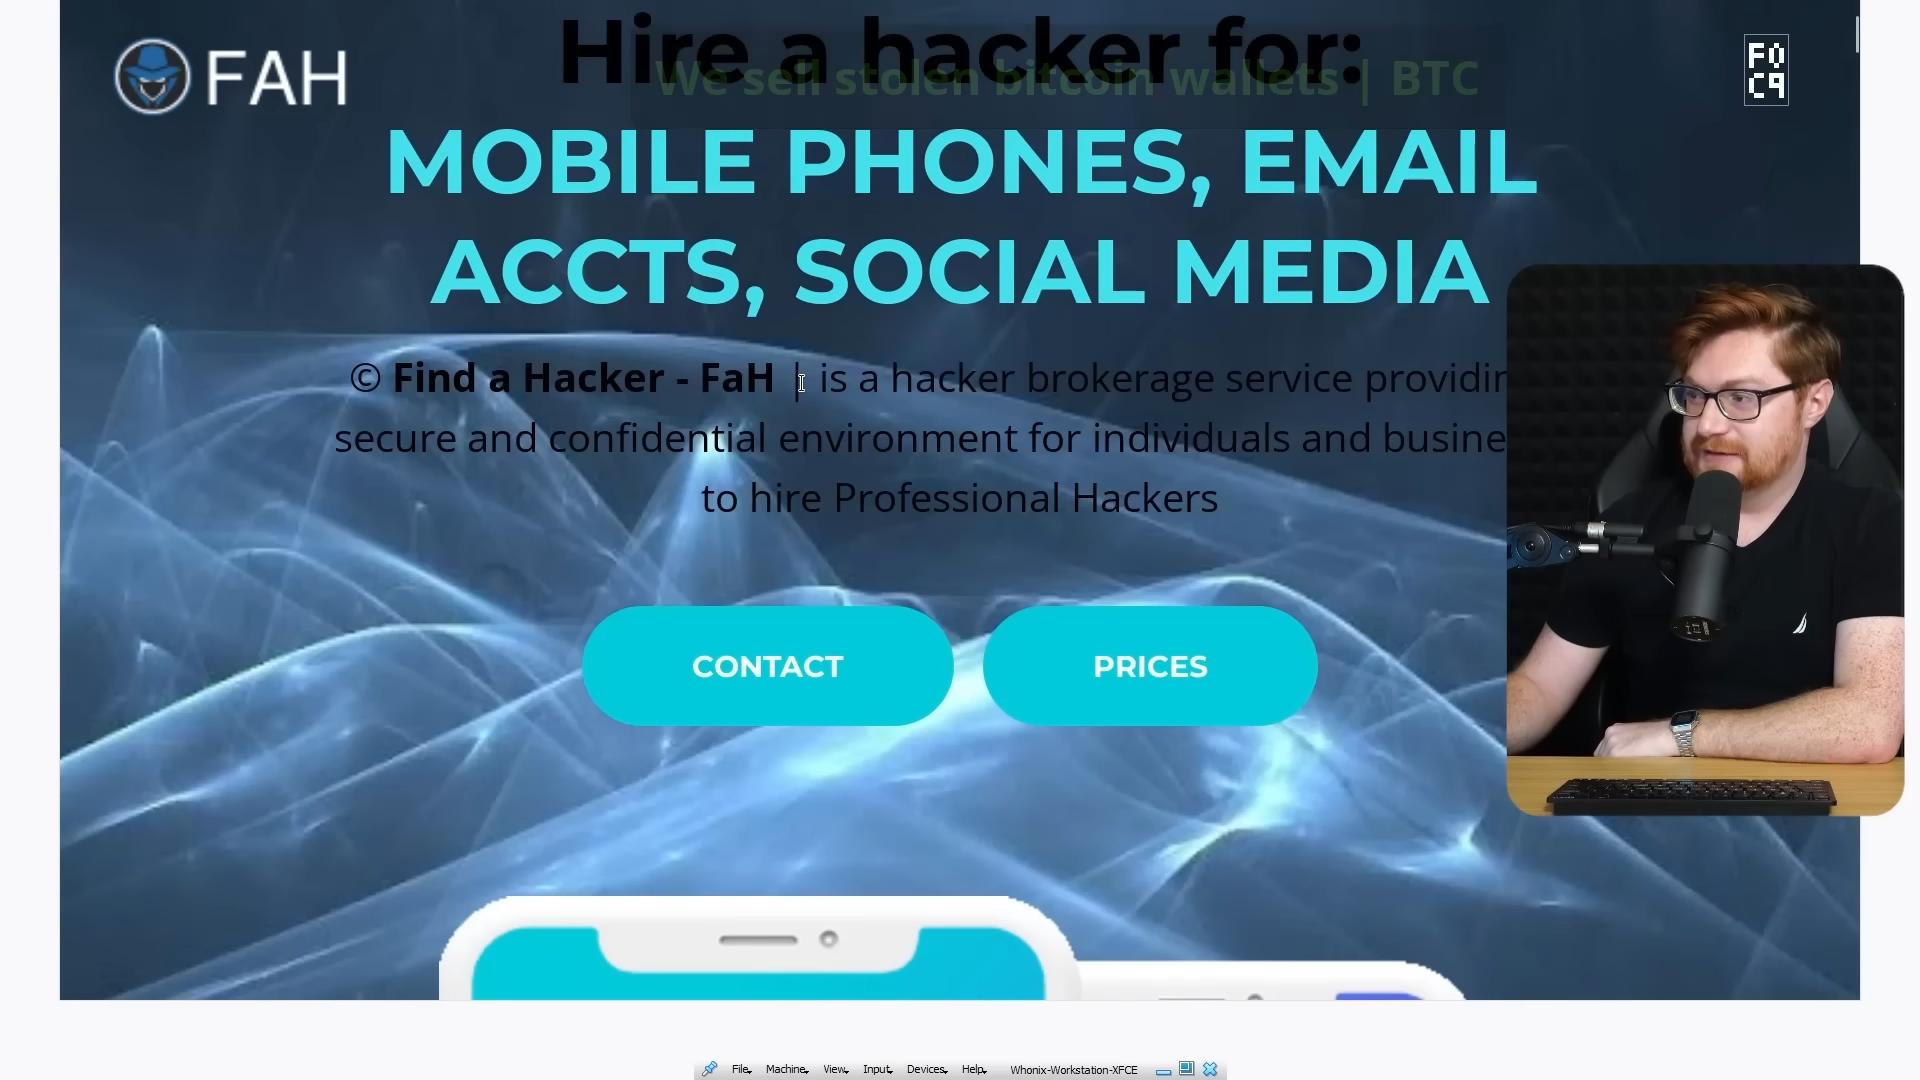 Hire a hacker for:
We sell stolen bitcoin wallets | BTC
FAH
FO
C9
MOBILE PHONES, EMAIL
ACCTS, SOCIAL MEDIA
© Find a Hacker - FaH | is a hacker brokerage service providin
secure and confidential environment for individuals and busine
to hire Professional Hackers
CONTACT
PRICES
File
Machine
View
Input
Devices
Help
Whonix-Workstation-XFCE